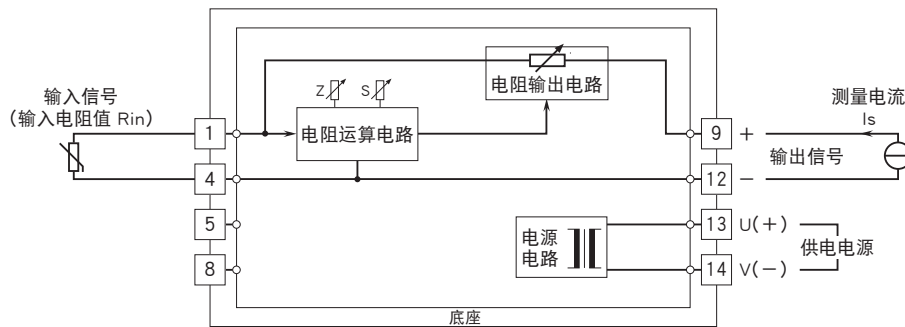 输入信号
(输入电阻值 Rin)
1
4
5
8
Z
S
电阻运算电路
电阻输出电路
电源
电路
底座
9
+
12
−
13
U(+)
14
V(−)
测量电流
Is
输出信号
供电电源